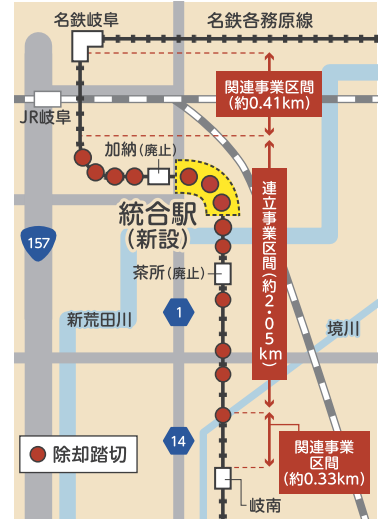 名鉄岐阜
名鉄各務原線
関連事業区間
(約0.41km)
JR岐阜
加納(廃止)
連立事業区間(約2・05km)
統合駅
(新設)
157
茶所(廃止)
1
新荒田川
境川
14
除却踏切
関連事業
区間
(約0.33km)
岐南